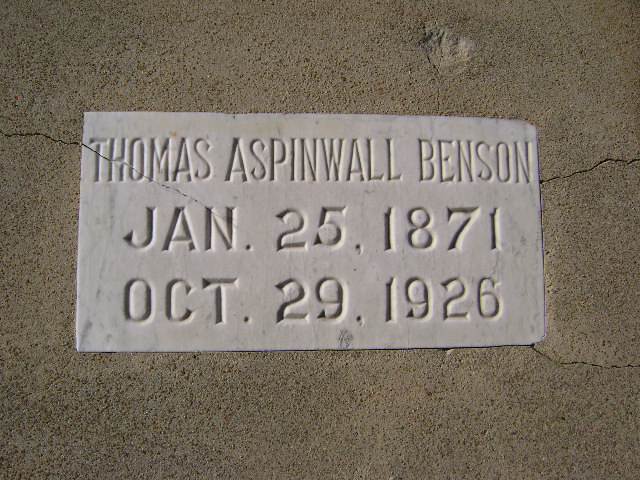 THOMAS ASPINWALL BENSON
JAN. 25, 1871
OCT. 29, 1926